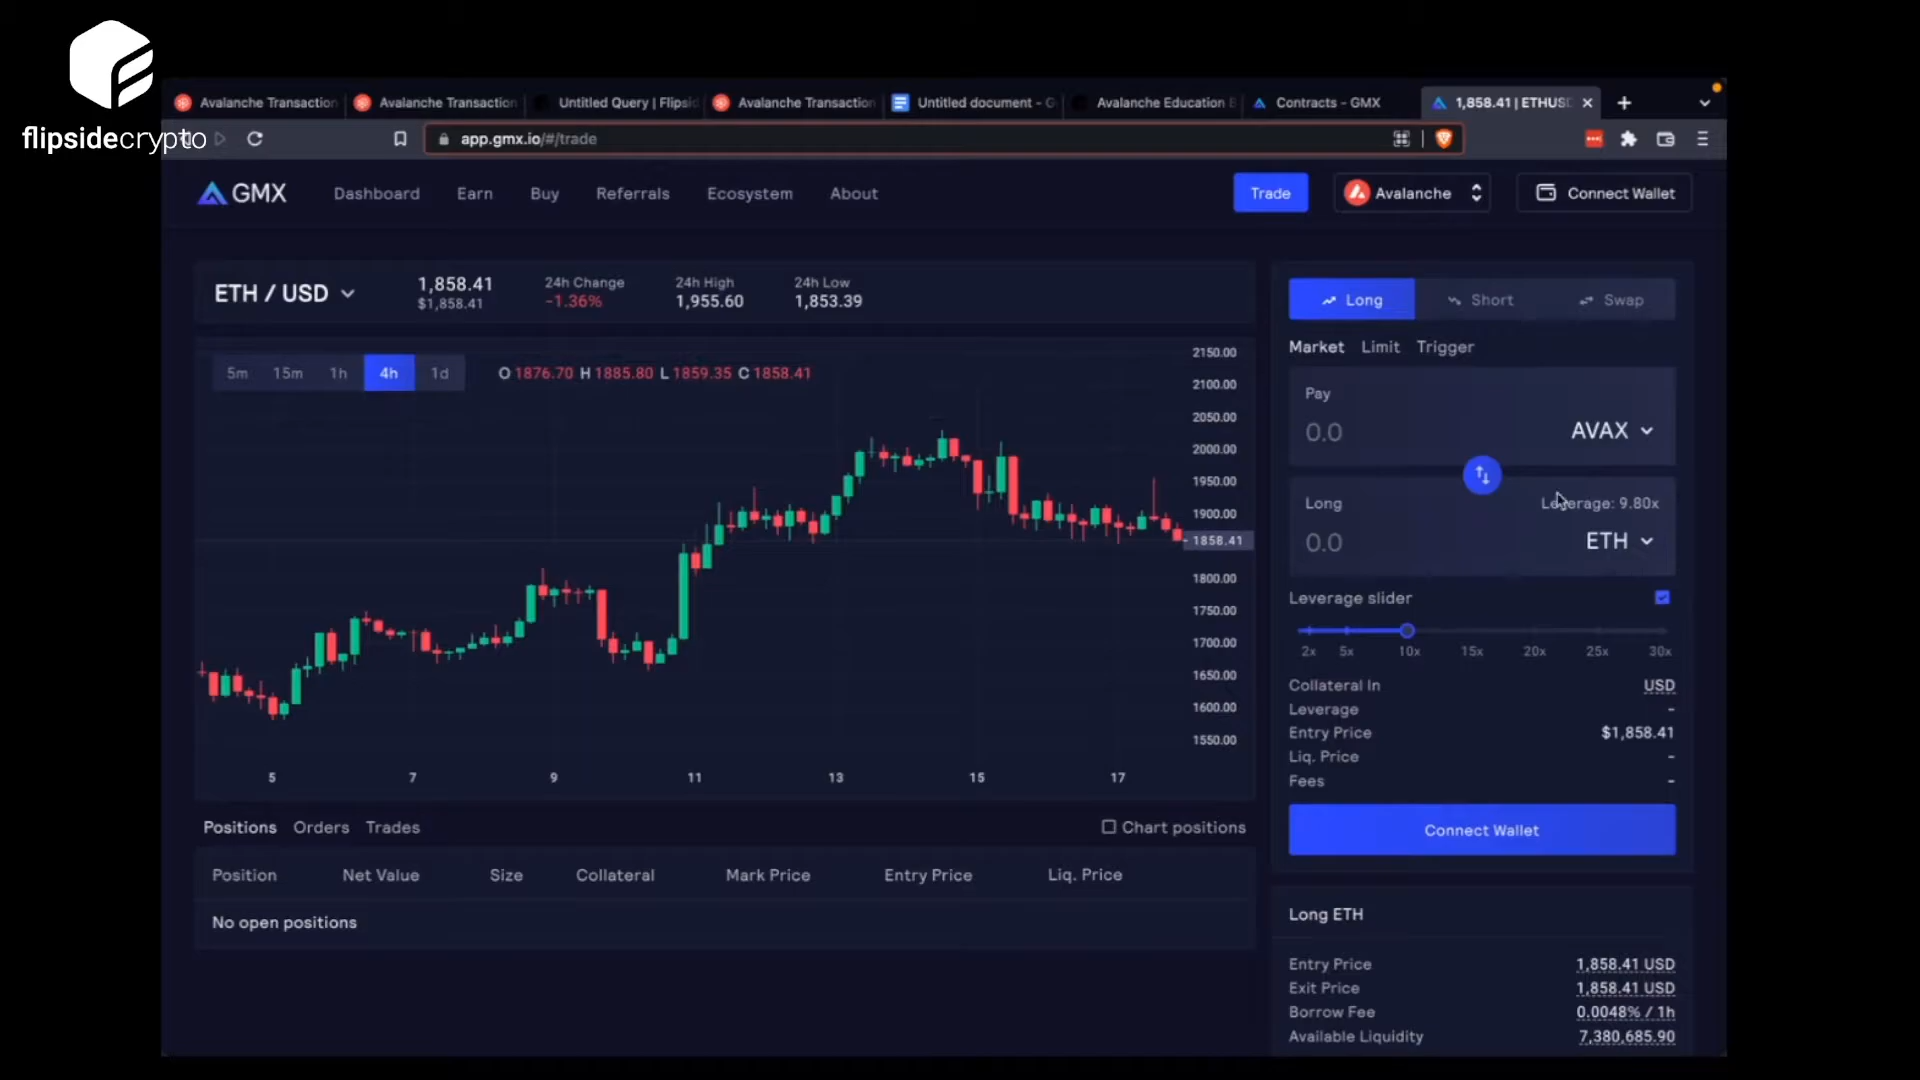 flipsidecrypto
Avalanche Transaction
Avalanche Transaction
Untitled Query | Flipsi
Avalanche Transaction
Untitled document - G
Avalanche Education
Contracts - GMX
1,858.41 | ETHUSD
app.gmx.io/#/trade
GMX
Dashboard
Earn
Buy
Referrals
Ecosystem
About
Trade
Avalanche
Connect Wallet
ETH / USD
1,858.41
$1,858.41
24h Change
-1.36%
24h High
1,955.60
24h Low
1,853.39
Long
Short
Swap
Market
Limit
Trigger
5m
15m
1h
4h
1d
O 1876.70 H 1885.80 L 1859.35 C 1858.41
2150.00
2100.00
2050.00
2000.00
1950.00
1900.00
1858.41
1800.00
1750.00
1700.00
1650.00
1600.00
1550.00
5
7
9
11
13
15
17
Pay
0.0
AVAX
Long
Leverage: 9.80x
0.0
ETH
Leverage slider
2x
5x
10x
15x
20x
25x
30x
Collateral In
USD
Leverage
-
Entry Price
$1,858.41
Liq. Price
-
Fees
-
Connect Wallet
Positions
Orders
Trades
Chart positions
Position
Net Value
Size
Collateral
Mark Price
Entry Price
Liq. Price
No open positions
Long ETH
Entry Price
1,858.41 USD
Exit Price
1,858.41 USD
Borrow Fee
0.0048% / 1h
Available Liquidity
7,380,685.90